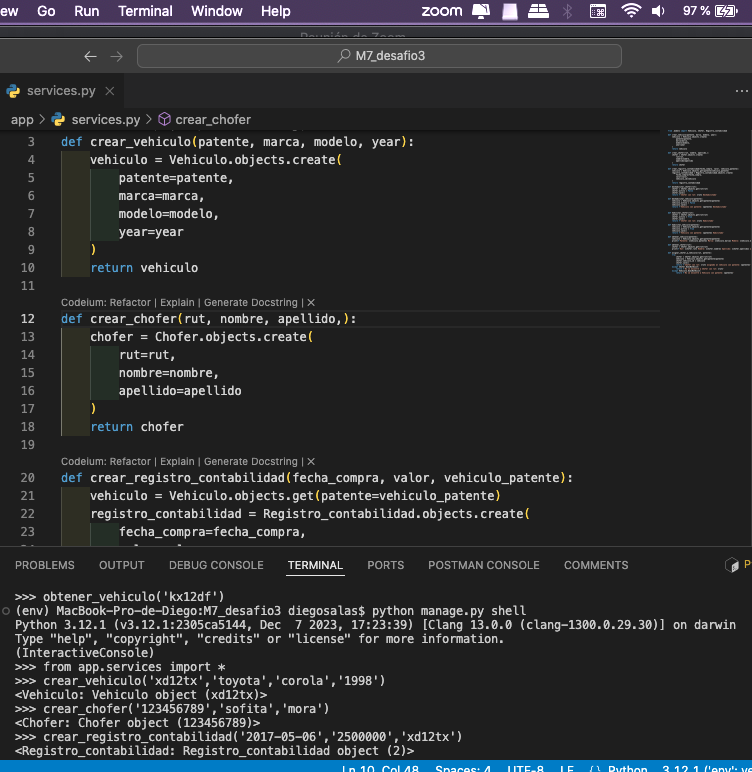 ew Go Run Terminal Window Help zoom 97 %
M7_desafio3
services.py
app > services.py > crear_chofer
3 def crear_vehiculo(patente, marca, modelo, year):
4 vehiculo = Vehiculo.objects.create(
5 patente=patente,
6 marca=marca,
7 modelo=modelo,
8 year=year
9 )
10 return vehiculo
11
Codeium: Refactor | Explain | Generate Docstring | ×
12 def crear_chofer(rut, nombre, apellido,):
13 chofer = Chofer.objects.create(
14 rut=rut,
15 nombre=nombre,
16 apellido=apellido
17 )
18 return chofer
19
Codeium: Refactor | Explain | Generate Docstring | ×
20 def crear_registro_contabilidad(fecha_compra, valor, vehiculo_patente):
21 vehiculo = Vehiculo.objects.get(patente=vehiculo_patente)
22 registro_contabilidad = Registro_contabilidad.objects.create(
23 fecha_compra=fecha_compra,
PROBLEMS OUTPUT DEBUG CONSOLE TERMINAL PORTS POSTMAN CONSOLE COMMENTS
>>> obtener_vehiculo('kx12df')
(env) MacBook-Pro-de-Diego:M7_desafio3 diegosalas$ python manage.py shell
Python 3.12.1 (v3.12.1:2305ca5144, Dec  7 2023, 17:23:39) [Clang 13.0.0 (clang-1300.0.29.30)] on darwin
Type "help", "copyright", "credits" or "license" for more information.
(InteractiveConsole)
>>> from app.services import *
>>> crear_vehiculo('xd12tx','toyota','corola','1998')
<Vehiculo: Vehiculo object (xd12tx)>
>>> crear_chofer('123456789','sofita','mora')
<Chofer: Chofer object (123456789)>
>>> crear_registro_contabilidad('2017-05-06','2500000','xd12tx')
<Registro_contabilidad: Registro_contabilidad object (2)>
Ln 10, Col 48 Spaces: 4 UTF-8 LF {} Python 3.12.1 ('env': ve